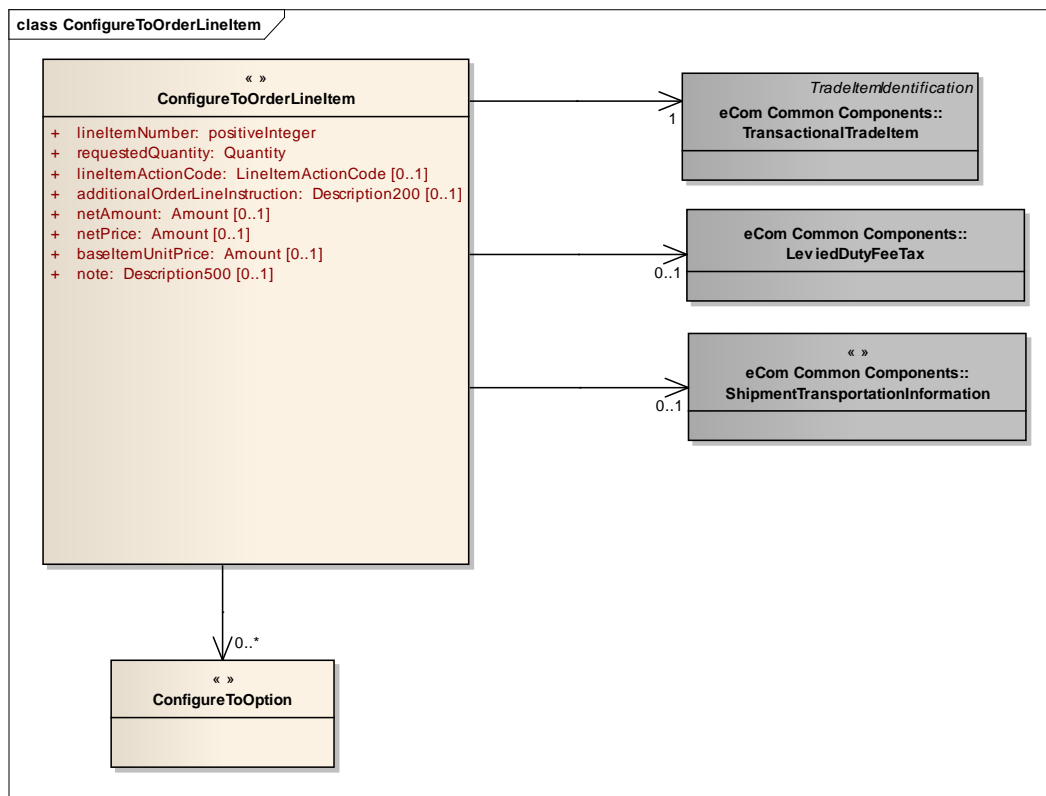 class ConfigureToOrderLineItem
« »
ConfigureToOrderLineItem
+ lineItemNumber: positiveInteger
+ requestedQuantity: Quantity
+ lineItemActionCode: LineItemActionCode [0..1]
+ additionalOrderLineInstruction: Description200 [0..1]
+ netAmount: Amount [0..1]
+ netPrice: Amount [0..1]
+ baseItemUnitPrice: Amount [0..1]
+ note: Description500 [0..1]
1
TradeItemIdentification
eCom Common Components::
TransactionalTradeItem
0..1
eCom Common Components::
LeviedDutyFeeTax
0..1
« »
eCom Common Components::
ShipmentTransportationInformation
0..*
« »
ConfigureToOption